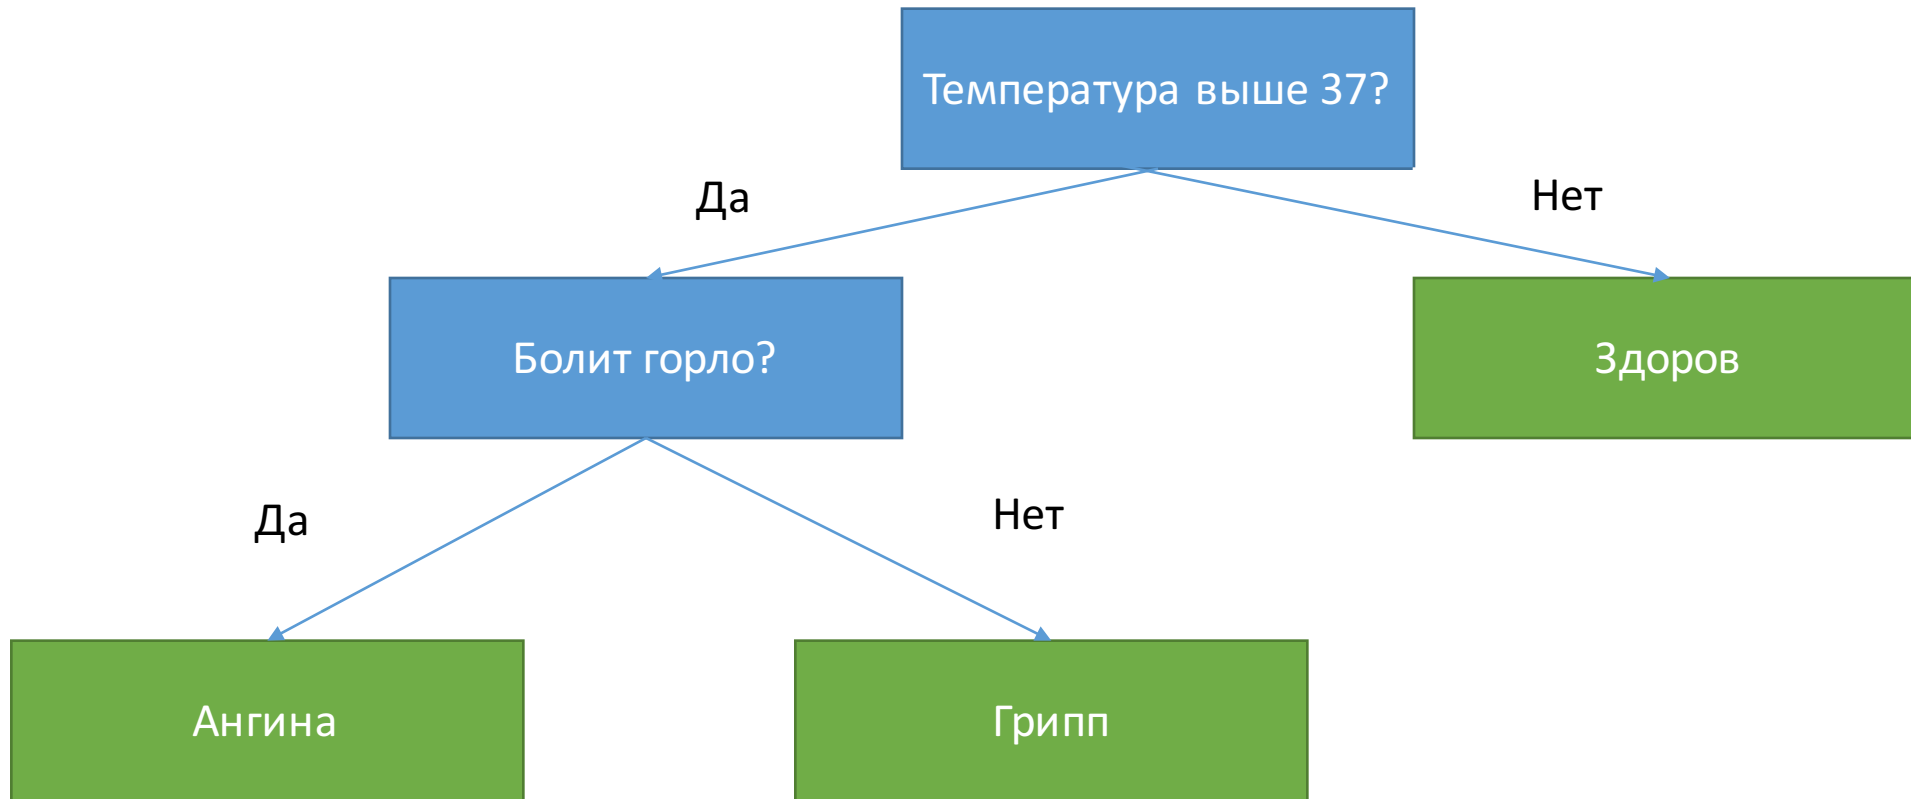 Температура выше 37?
Да
Нет
Болит горло?
Здоров
Да
Нет
Ангина
Грипп